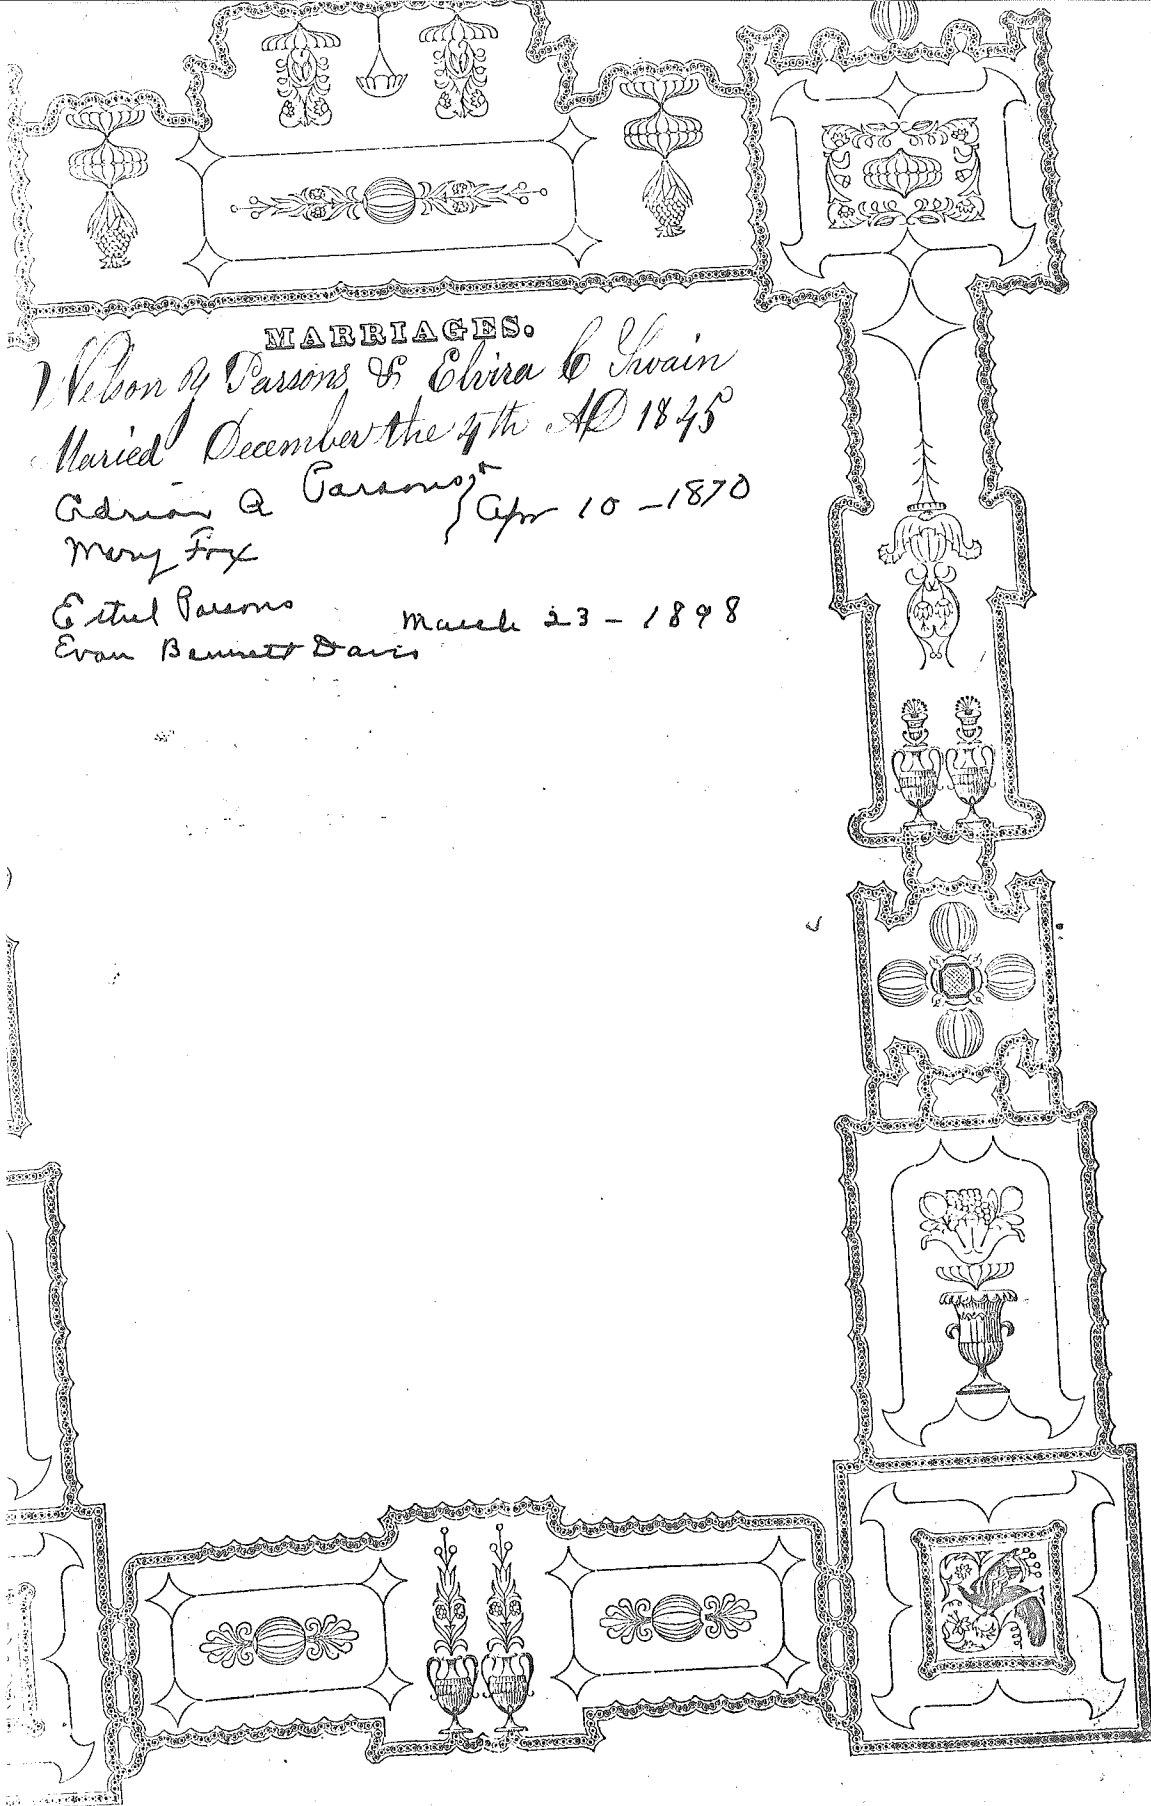 MARRIAGES.
Nelson Y Parsons & Elvira C Swain
Maried December the 4th AD 1845
Adrian A Parsons } Apr 10 - 1870
Mary Fox
Ethel Parsons March 23 - 1898
Evan Bennett Davis